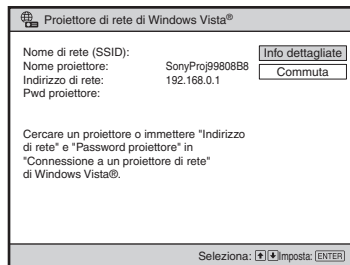 Proiettore di rete di Windows Vista®
Nome di rete (SSID):
Nome proiettore: SonyProj99808B8
Indirizzo di rete: 192.168.0.1
Pwd proiettore:
Info dettagliate
Commuta
Cercare un proiettore o immettere "Indirizzo
di rete" e "Password proiettore" in
"Connessione a un proiettore di rete"
di Windows Vista®.
Seleziona: Imposta: ENTER